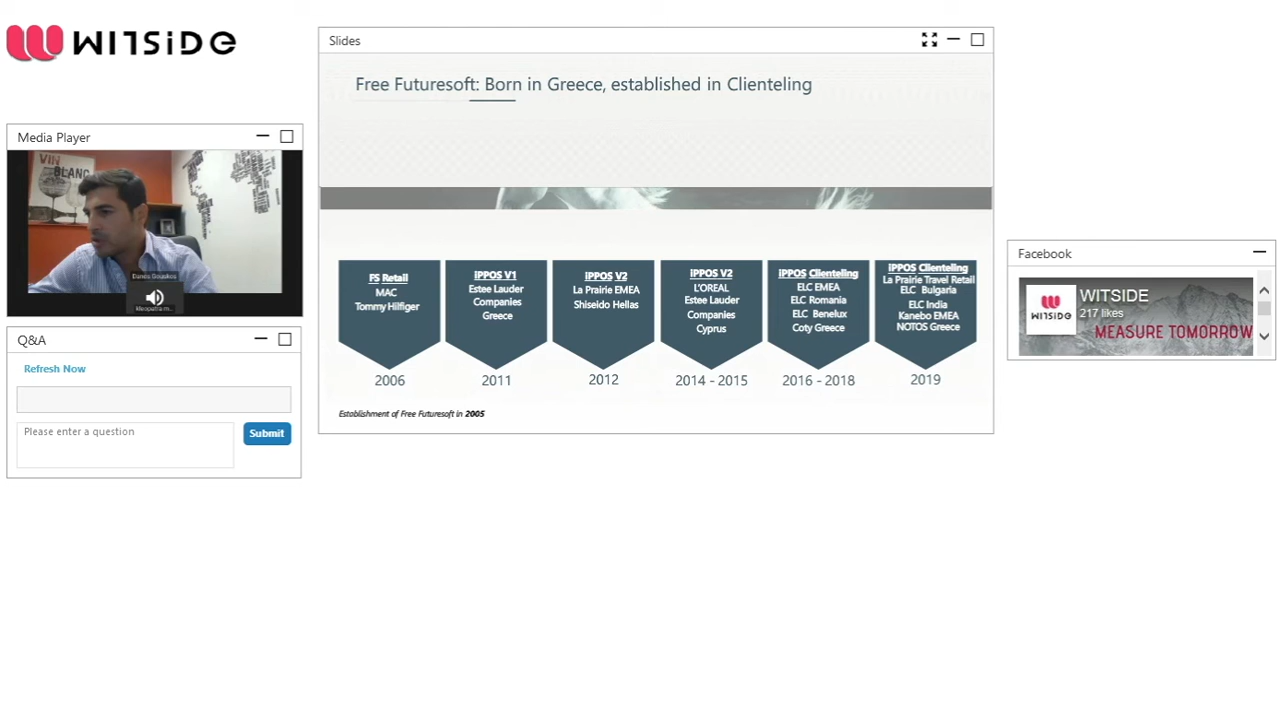 WITSIDE
Slides
Free Futuresoft: Born in Greece, established in Clienteling
Media Player
VIN
BLANC
Danos Gouskos
kleopatra m...
FS Retail
MAC
Tommy Hilfiger
2006
iPPOS V1
Estee Lauder
Companies
Greece
2011
iPPOS V2
La Prairie EMEA
Shiseido Hellas
2012
iPPOS V2
L'OREAL
Estee Lauder
Companies
Cyprus
2014 - 2015
iPPOS Clienteling
ELC EMEA
ELC Romania
ELC Benelux
Coty Greece
2016 - 2018
iPPOS Clienteling
La Prairie Travel Retail
ELC Bulgaria
ELC India
Kanebo EMEA
NOTOS Greece
2019
Establishment of Free Futuresoft in 2005
Facebook
WITSIDE
WITSIDE
217 likes
MEASURE TOMORROW
Q&A
Refresh Now
Please enter a question
Submit